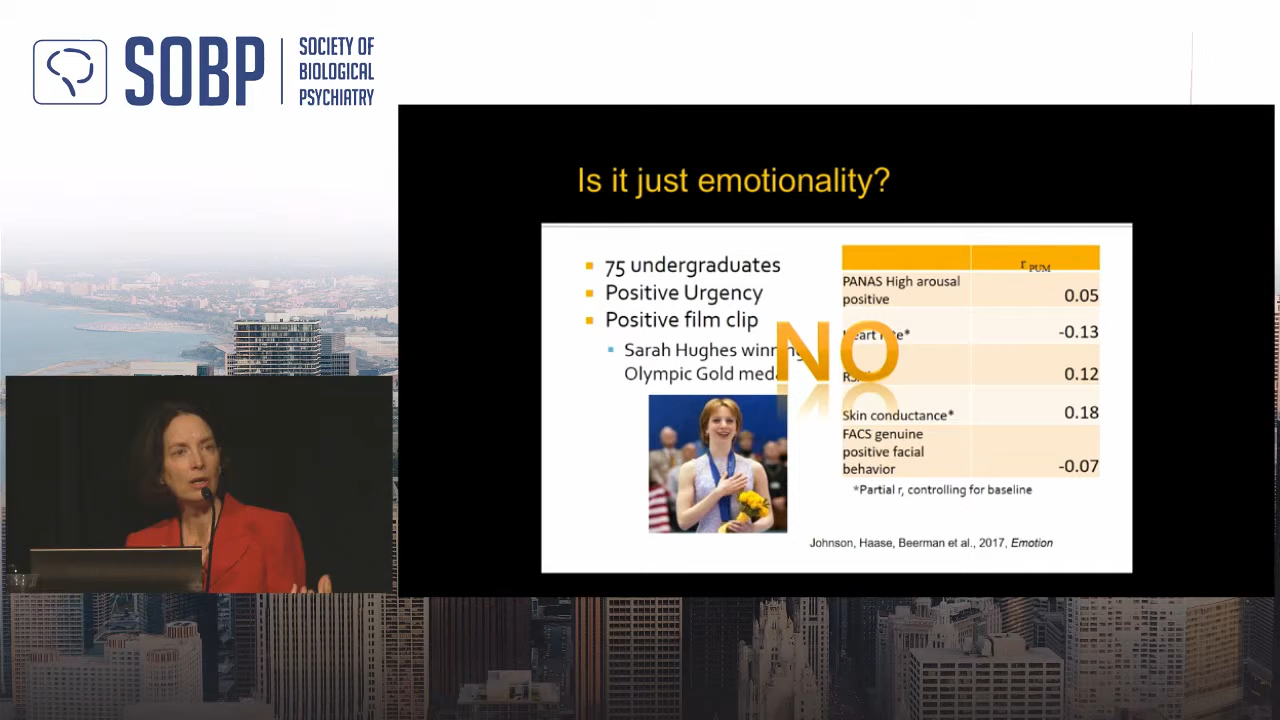 SOBP
SOCIETY OF
BIOLOGICAL
PSYCHIATRY
Is it just emotionality?
75 undergraduates
Positive Urgency
Positive film clip
Sarah Hughes winning
Olympic Gold
NO
r PUM
PANAS High arousal
positive
0.05
-0.13
0.12
Skin conductance*
0.18
FACS genuine
positive facial
behavior
-0.07
*Partial r, controlling for baseline
Johnson, Haase, Beerman et al., 2017, Emotion